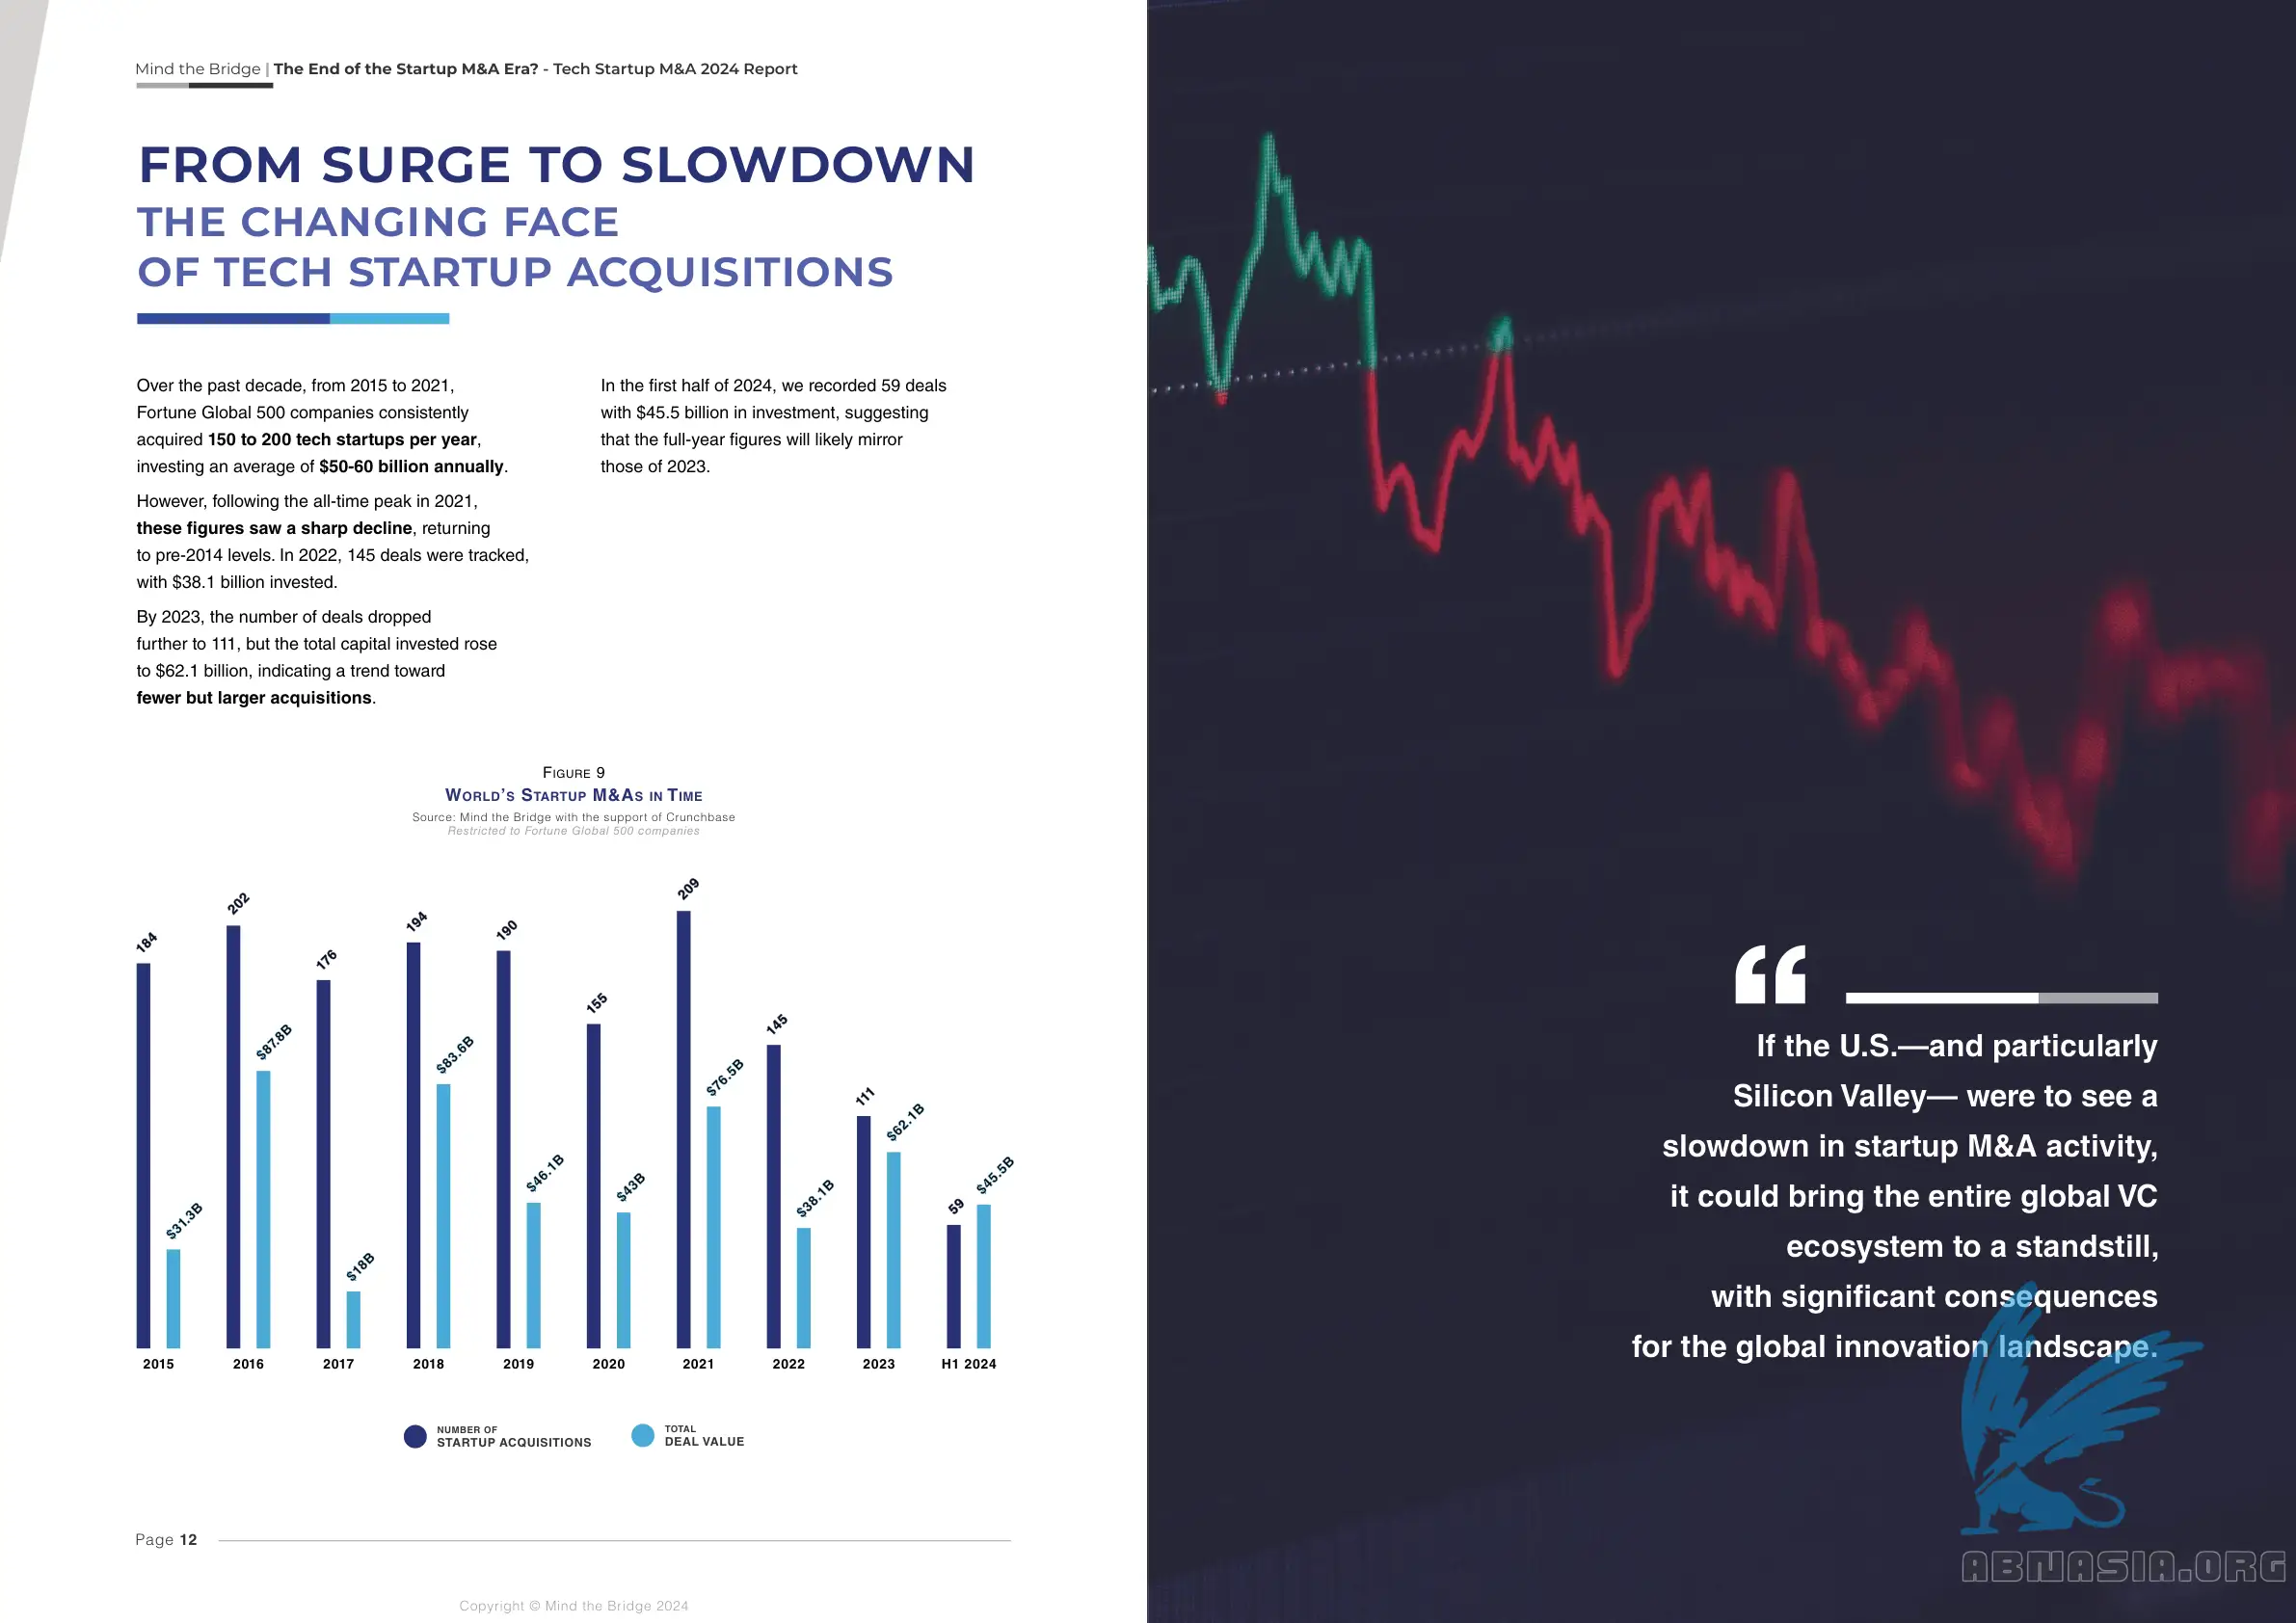 Mind the Bridge | The End of the Startup M&A Era? - Tech Startup M&A 2024 Report
FROM SURGE TO SLOWDOWN
THE CHANGING FACE
OF TECH STARTUP ACQUISITIONS
Over the past decade, from 2015 to 2021,
Fortune Global 500 companies consistently
acquired 150 to 200 tech startups per year,
investing an average of $50-60 billion annually.
However, following the all-time peak in 2021,
these figures saw a sharp decline, returning
to pre-2014 levels. In 2022, 145 deals were tracked,
with $38.1 billion invested.
By 2023, the number of deals dropped
further to 111, but the total capital invested rose
to $62.1 billion, indicating a trend toward
fewer but larger acquisitions.
In the first half of 2024, we recorded 59 deals
with $45.5 billion in investment, suggesting
that the full-year figures will likely mirror
those of 2023.
Figure 9
World's Startup M&As in Time
Source: Mind the Bridge with the support of Crunchbase
Restricted to Fortune Global 500 companies
184
$31.3B
202
$87.8B
176
$18B
194
$83.6B
190
$46.1B
155
$43B
209
$76.5B
145
$38.1B
111
$62.1B
59
$45.5B
2015 2016 2017 2018 2019 2020 2021 2022 2023 H1 2024
NUMBER OF
STARTUP ACQUISITIONS
TOTAL
DEAL VALUE
Page 12
Copyright © Mind the Bridge 2024
“
If the U.S.—and particularly
Silicon Valley— were to see a
slowdown in startup M&A activity,
it could bring the entire global VC
ecosystem to a standstill,
with significant consequences
for the global innovation landscape.
ABNASIA.ORG